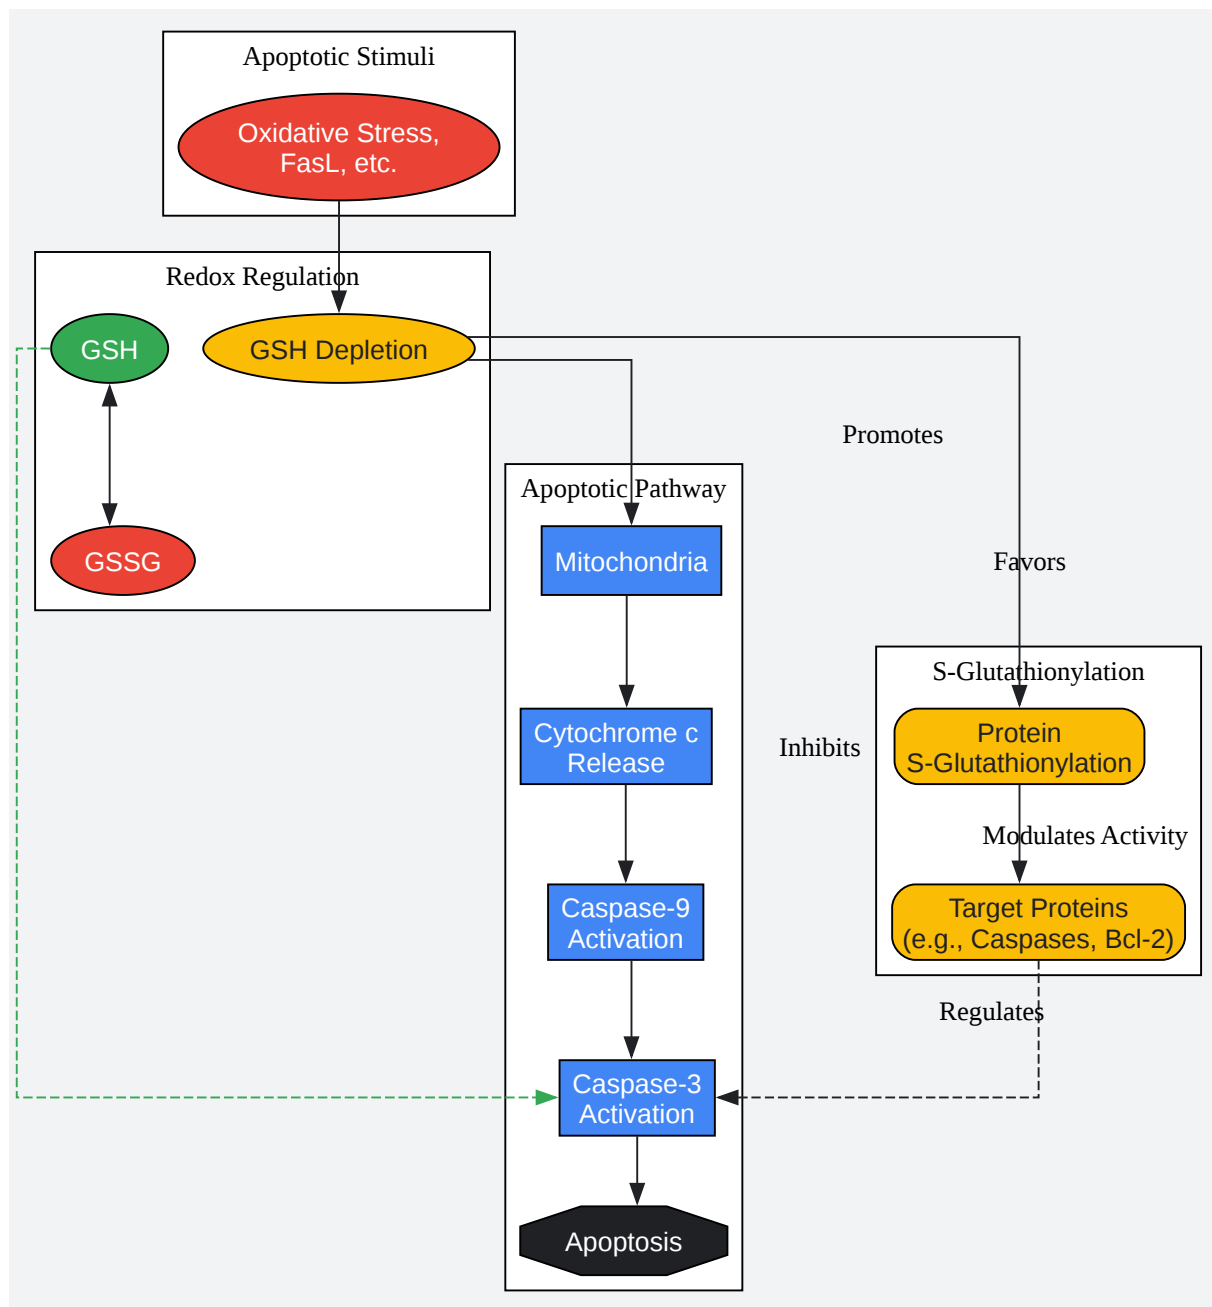 Apoptotic Stimuli
Oxidative Stress,
FasL, etc.
Redox Regulation
GSH
GSH Depletion
Promotes
Apoptotic Pathway
GSSG
Mitochondria
Favors
S-Glutathionylation
Cytochrome c
Release
Inhibits
Protein
S-Glutathionylation
Modulates Activity
Caspase-9
Activation
Target Proteins
(e.g., Caspases, Bcl-2)
Regulates
Caspase-3
Activation
Apoptosis